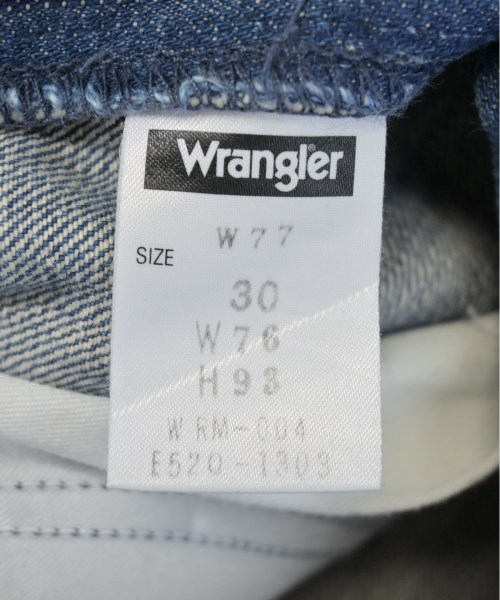 Wrangler
W77
SIZE
30
W76
H93
WRM-004
E520-1303